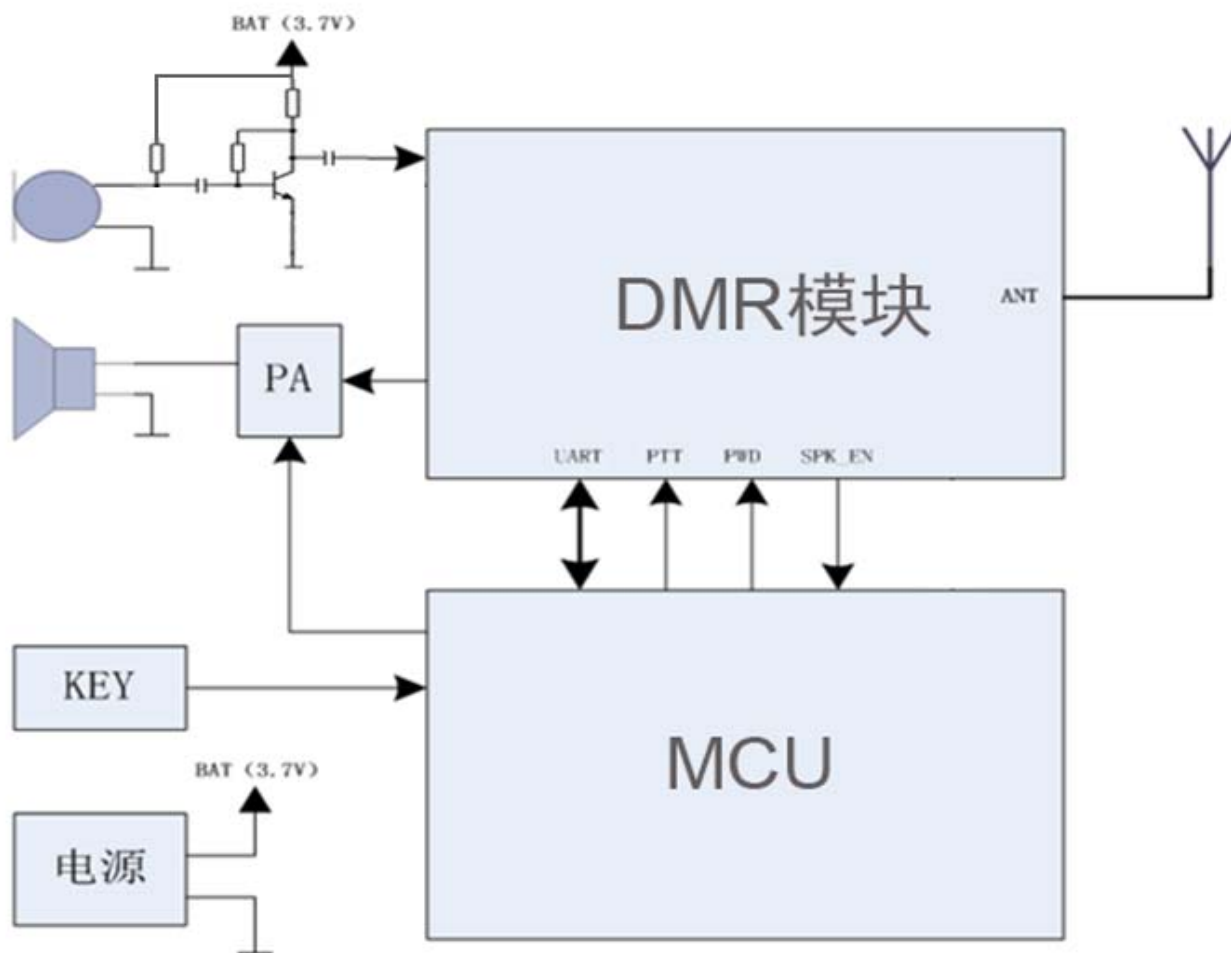 BAT (3.7V)
DMR模块
ANT
PA
UART PTT PWD SPK_EN
KEY
MCU
BAT (3.7V)
电源